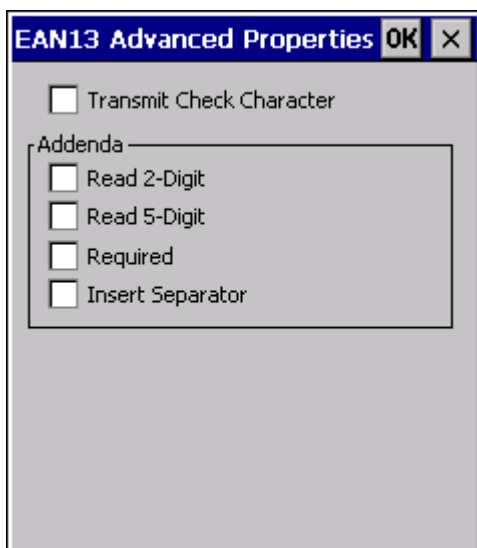 EAN13 Advanced Properties OK ×
Transmit Check Character
Addenda
Read 2-Digit
Read 5-Digit
Required
Insert Separator